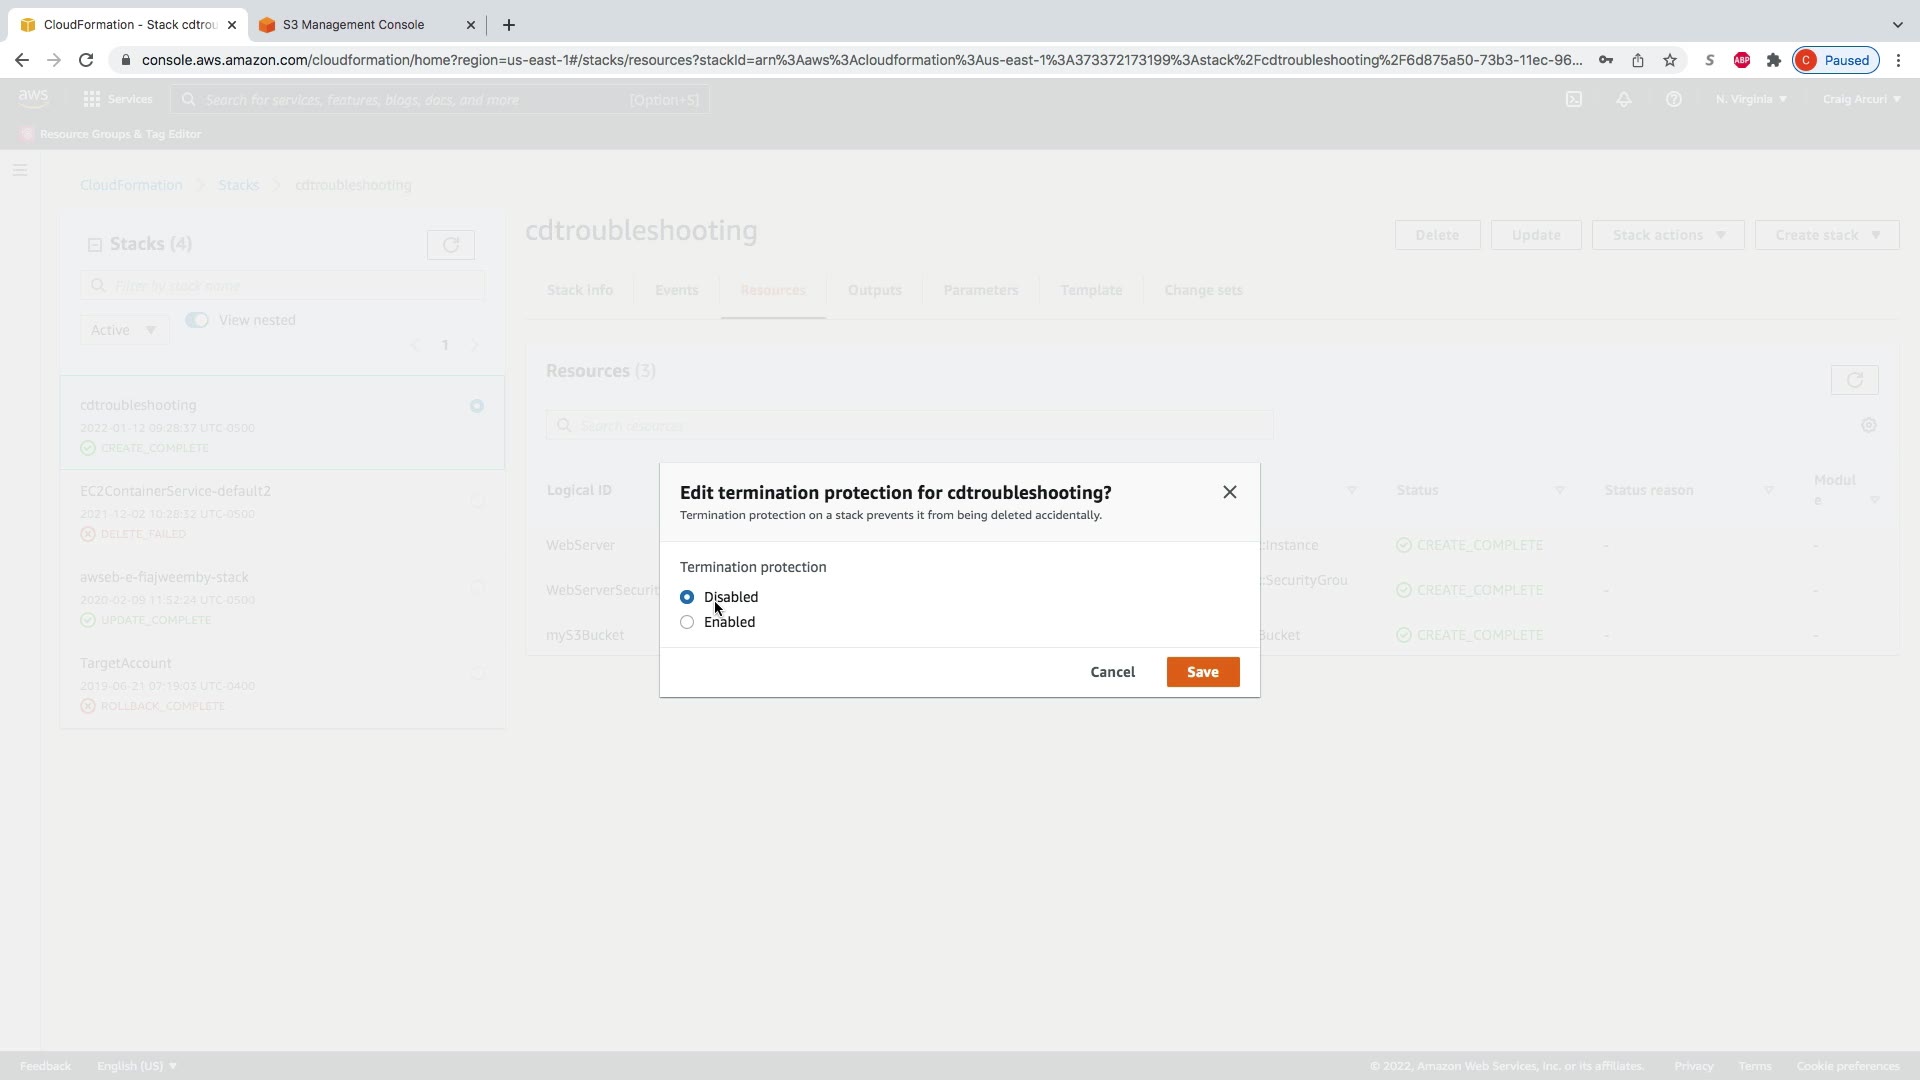 CloudFormation - Stack cdtrou
S3 Management Console
console.aws.amazon.com/cloudformation/home?region=us-east-1#/stacks/resources?stackId=arn%3Aaws%3Acloudformation%3Aus-east-1%3A373372173199%3Astack%2Fcdtroubleshooting%2F6d875a50-73b3-11ec-96...
ABP
C Paused
aws
Services
Search for services, features, blogs, docs, and more
[Option+S]
N. Virginia
Craig Arcuri
Resource Groups & Tag Editor
CloudFormation
Stacks
cdtroubleshooting
Stacks (4)
Filter by stack name
Active
View nested
1
cdtroubleshooting
2022-01-12 09:28:37 UTC-0500
CREATE_COMPLETE
EC2ContainerService-default2
2021-12-02 10:28:32 UTC-0500
DELETE_FAILED
awseb-e-fiajweemby-stack
2020-02-09 11:52:24 UTC-0500
UPDATE_COMPLETE
TargetAccount
2019-06-21 07:19:03 UTC-0400
ROLLBACK_COMPLETE
cdtroubleshooting
Delete
Update
Stack actions
Create stack
Stack info
Events
Resources
Outputs
Parameters
Template
Change sets
Resources (3)
Search resources
Logical ID
Status
Status reason
Modul
e
WebServer
:Instance
CREATE_COMPLETE
-
-
WebServerSecurit
:SecurityGrou
CREATE_COMPLETE
-
-
myS3Bucket
Bucket
CREATE_COMPLETE
-
-
Edit termination protection for cdtroubleshooting?
Termination protection on a stack prevents it from being deleted accidentally.
Termination protection
Disabled
Enabled
Cancel
Save
Feedback
English (US)
© 2022, Amazon Web Services, Inc. or its affiliates.
Privacy
Terms
Cookie preferences